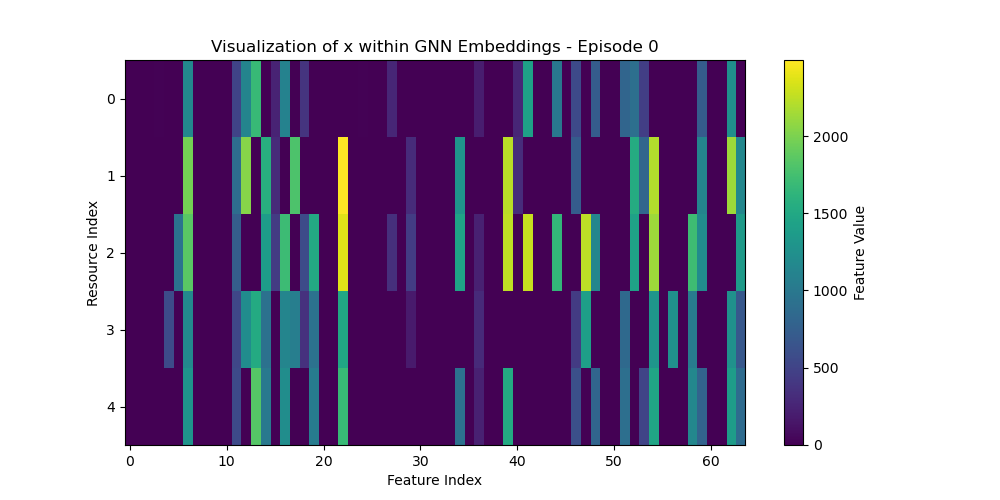 Visualization of x within GNN Embeddings - Episode 0
0
1
2
3
4
Resource Index
0 10 20 30 40 50 60
Feature Index
2000
1500
1000
500
0
Feature Value